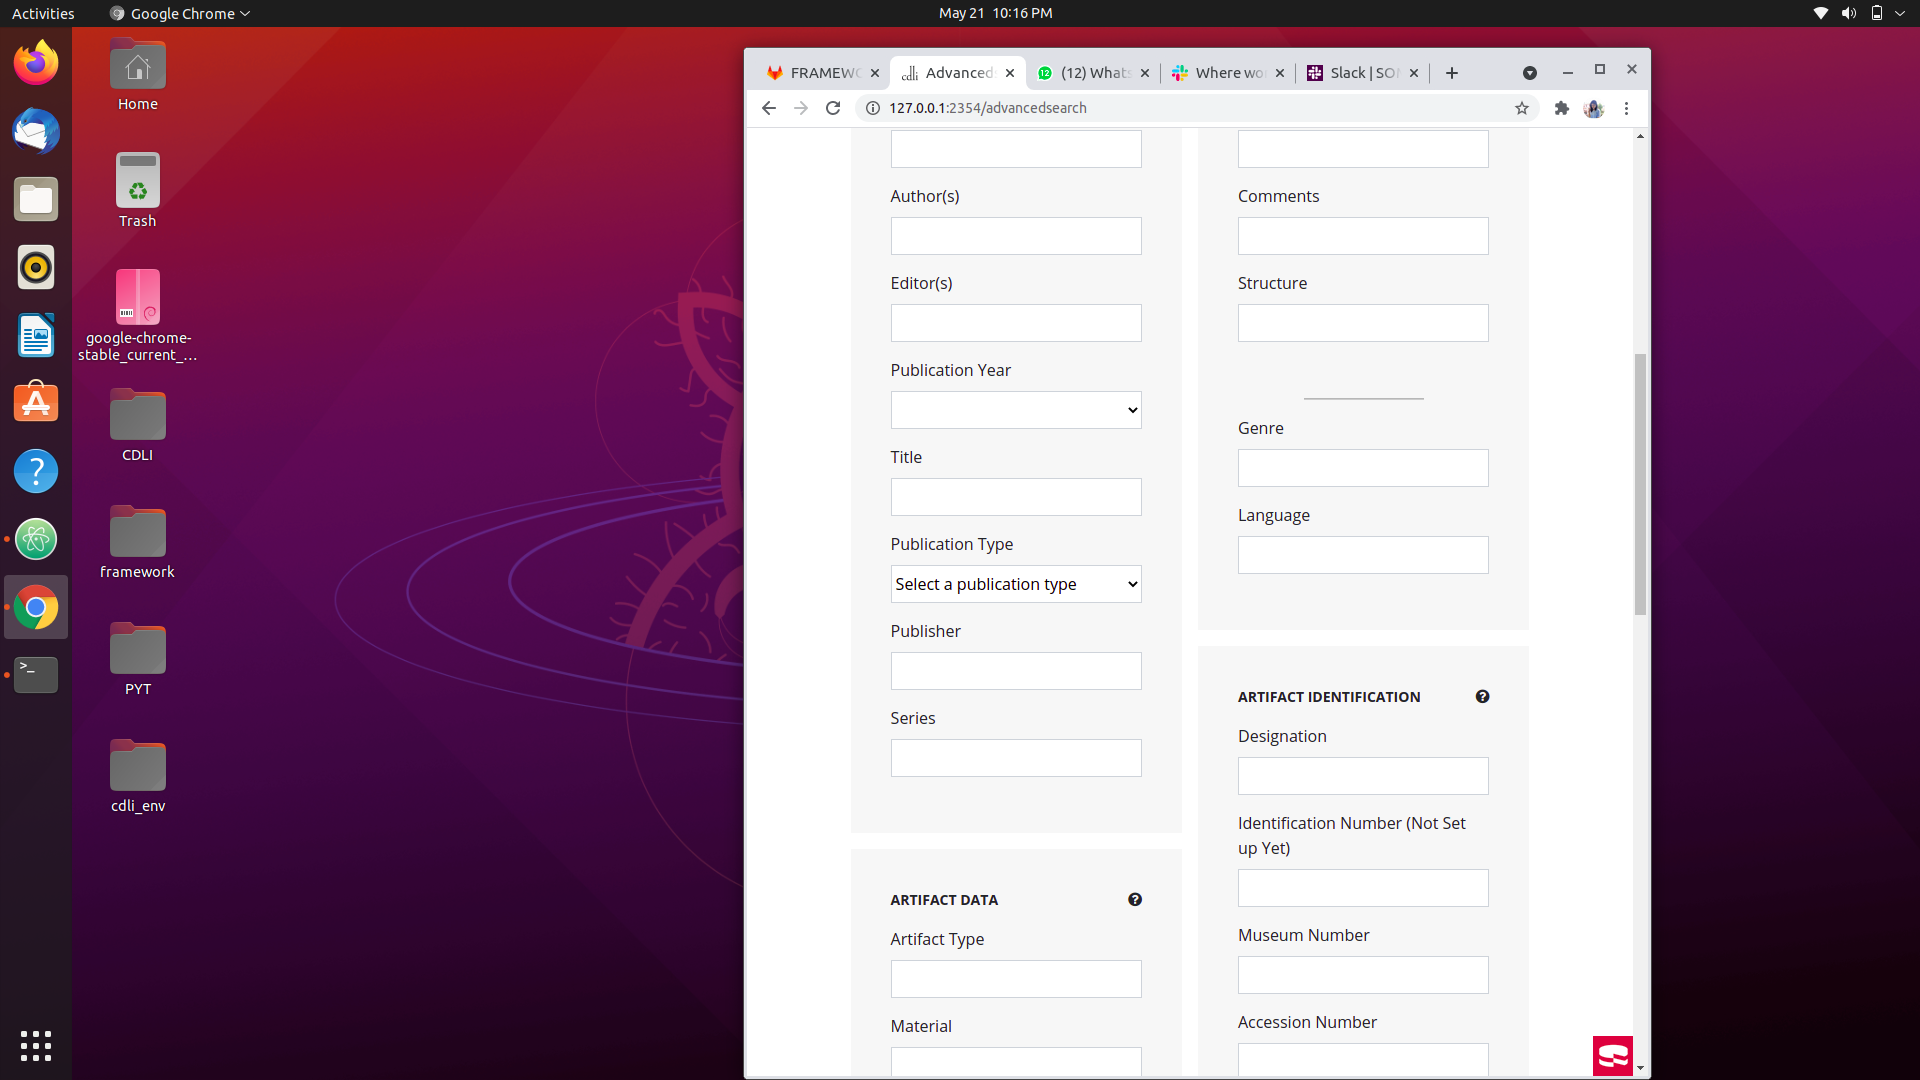 Activities
Google Chrome
May 21 10:16 PM
Home
Trash
google-chrome-
stable_current_...
CDLI
framework
PYT
cdli_env
FRAMEWO
Advanced
(12) Whats
Where wo
Slack | SO
127.0.0.1:2354/advancedsearch
Author(s)
Editor(s)
Publication Year
Title
Publication Type
Select a publication type
Publisher
Series
ARTIFACT DATA
Artifact Type
Material
Comments
Structure
Genre
Language
ARTIFACT IDENTIFICATION
Designation
Identification Number (Not Set
up Yet)
Museum Number
Accession Number